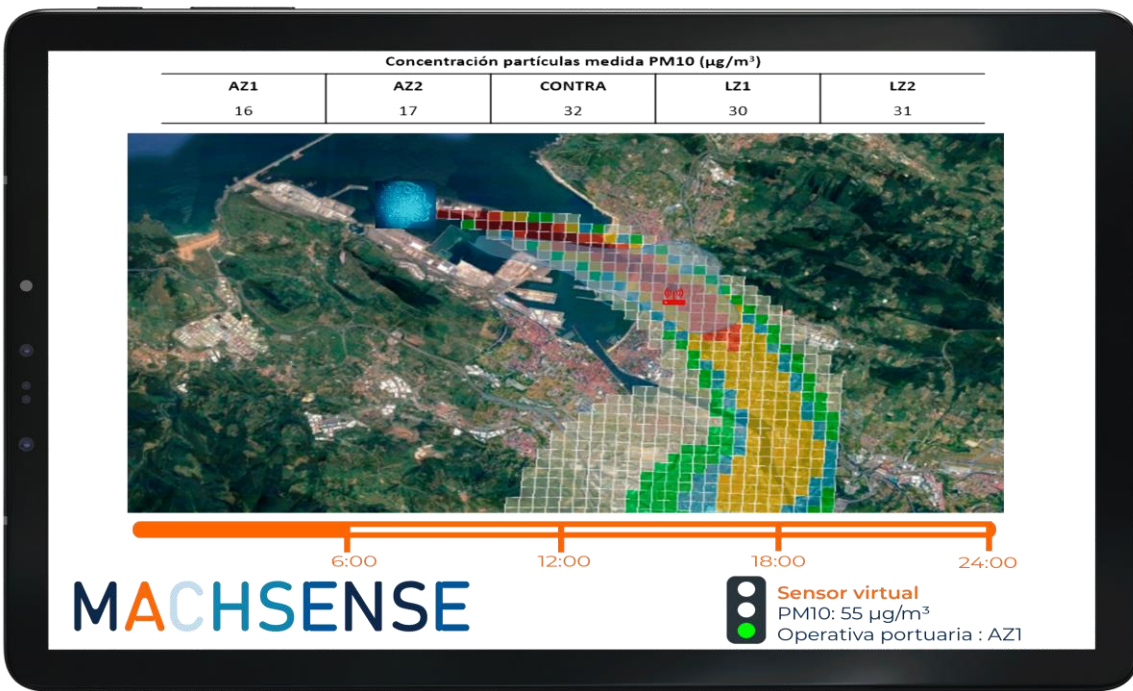 Concentración partículas medida PM10 (µg/m³)
AZ1 AZ2 CONTRA LZ1 LZ2
16 17 32 30 31
6:00 12:00 18:00 24:00
MACHSENSE
Sensor virtual
PM10: 55 µg/m³
Operativa portuaria : AZ1